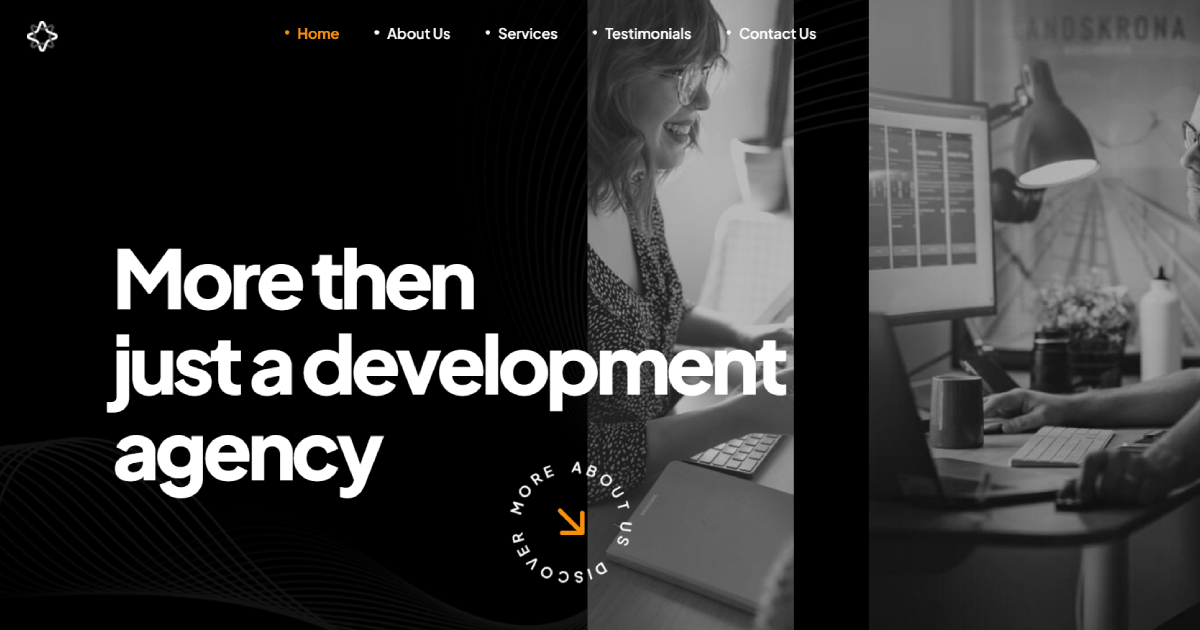 Home
About Us
Services
Testimonials
Contact Us
LANDSKRONA
More then
just a development
agency
DISCOVER MORE ABOUT US